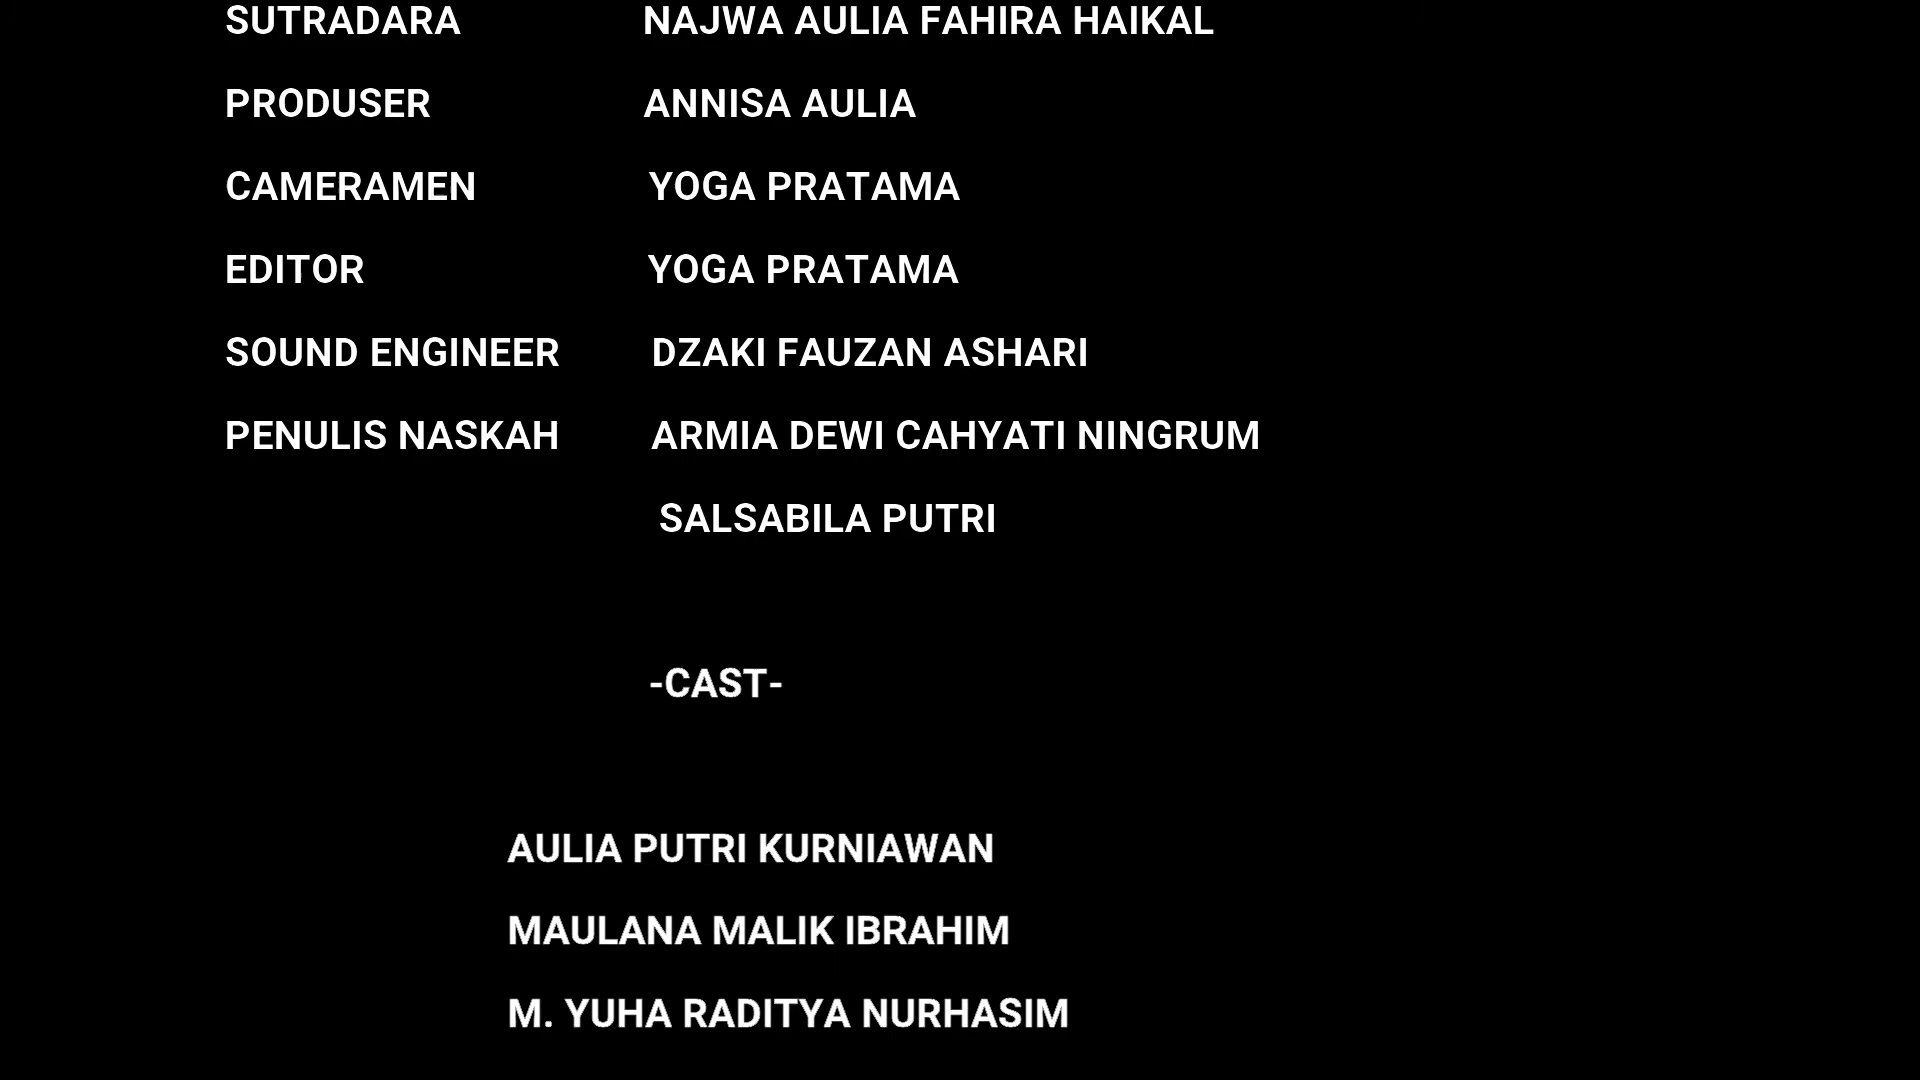 SUTRADARA NAJWA AULIA FAHIRA HAIKAL
PRODUSER ANNISA AULIA
CAMERAMEN YOGA PRATAMA
EDITOR YOGA PRATAMA
SOUND ENGINEER DZAKI FAUZAN ASHARI
PENULIS NASKAH ARMIA DEWI CAHYATI NINGRUM
SALSABILA PUTRI
-CAST-
AULIA PUTRI KURNIAWAN
MAULANA MALIK IBRAHIM
M. YUHA RADITYA NURHASIM